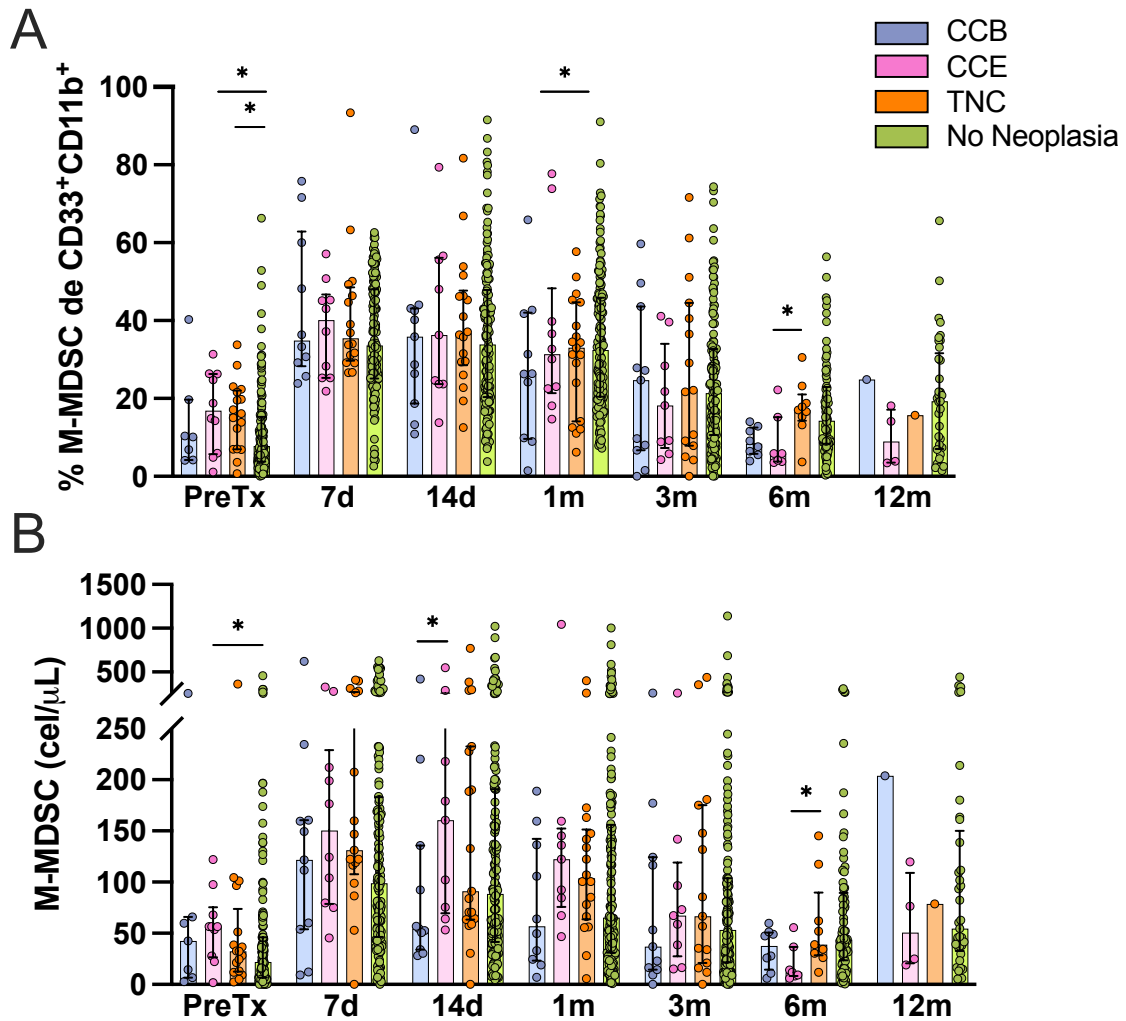 A
CCB
CCE
TNC
No Neoplasia
% M-MDSC de CD33⁺CD11b⁺
100
80
60
40
20
0
* * * *
PreTx 7d 14d 1m 3m 6m 12m
B
M-MDSC (cel/μL)
1500
1000
500
250
200
150
100
50
0
* * *
PreTx 7d 14d 1m 3m 6m 12m